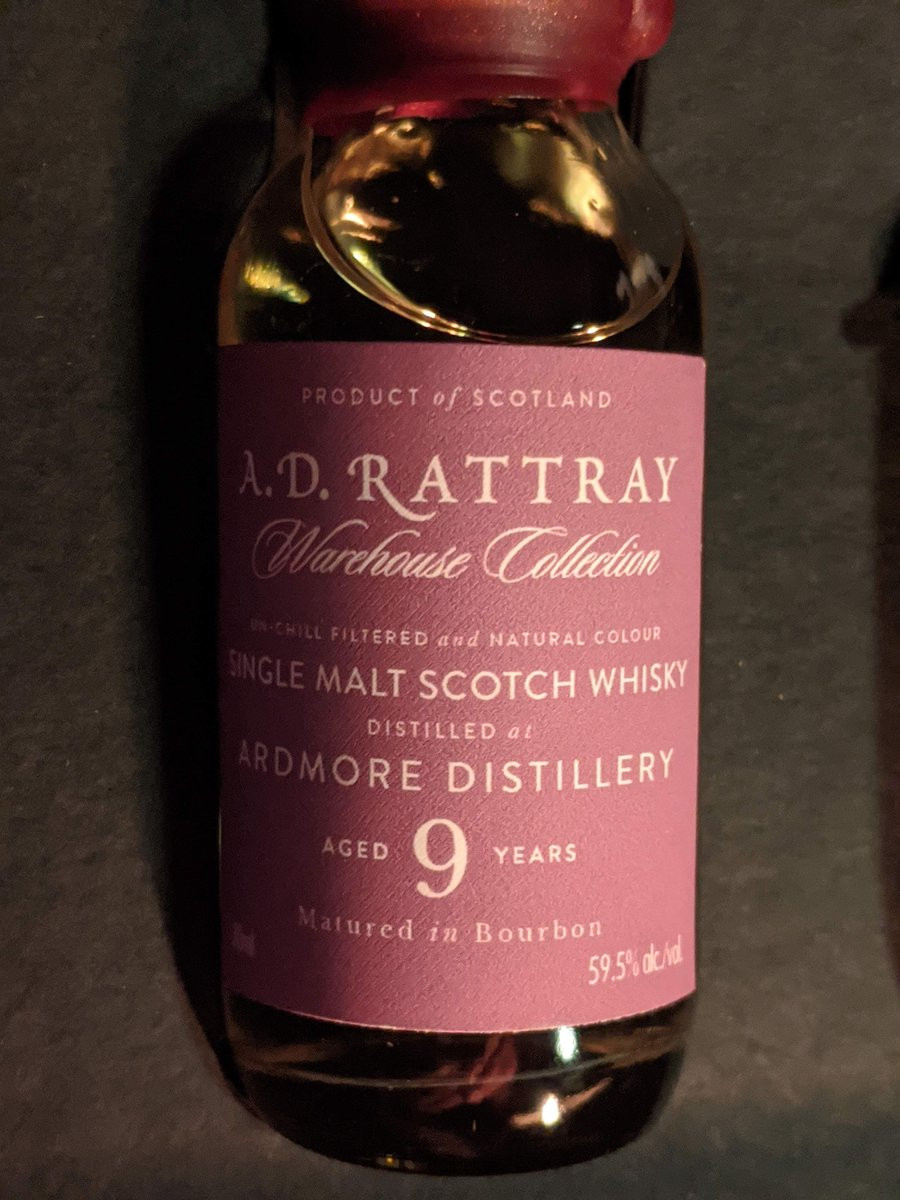 PRODUCT of SCOTLAND
A.D. RATTRAY
Warehouse Collection
UN-CHILL FILTERED and NATURAL COLOUR
SINGLE MALT SCOTCH WHISKY
DISTILLED at
ARDMORE DISTILLERY
AGED 9 YEARS
Matured in Bourbon
59.5% alc./vol.